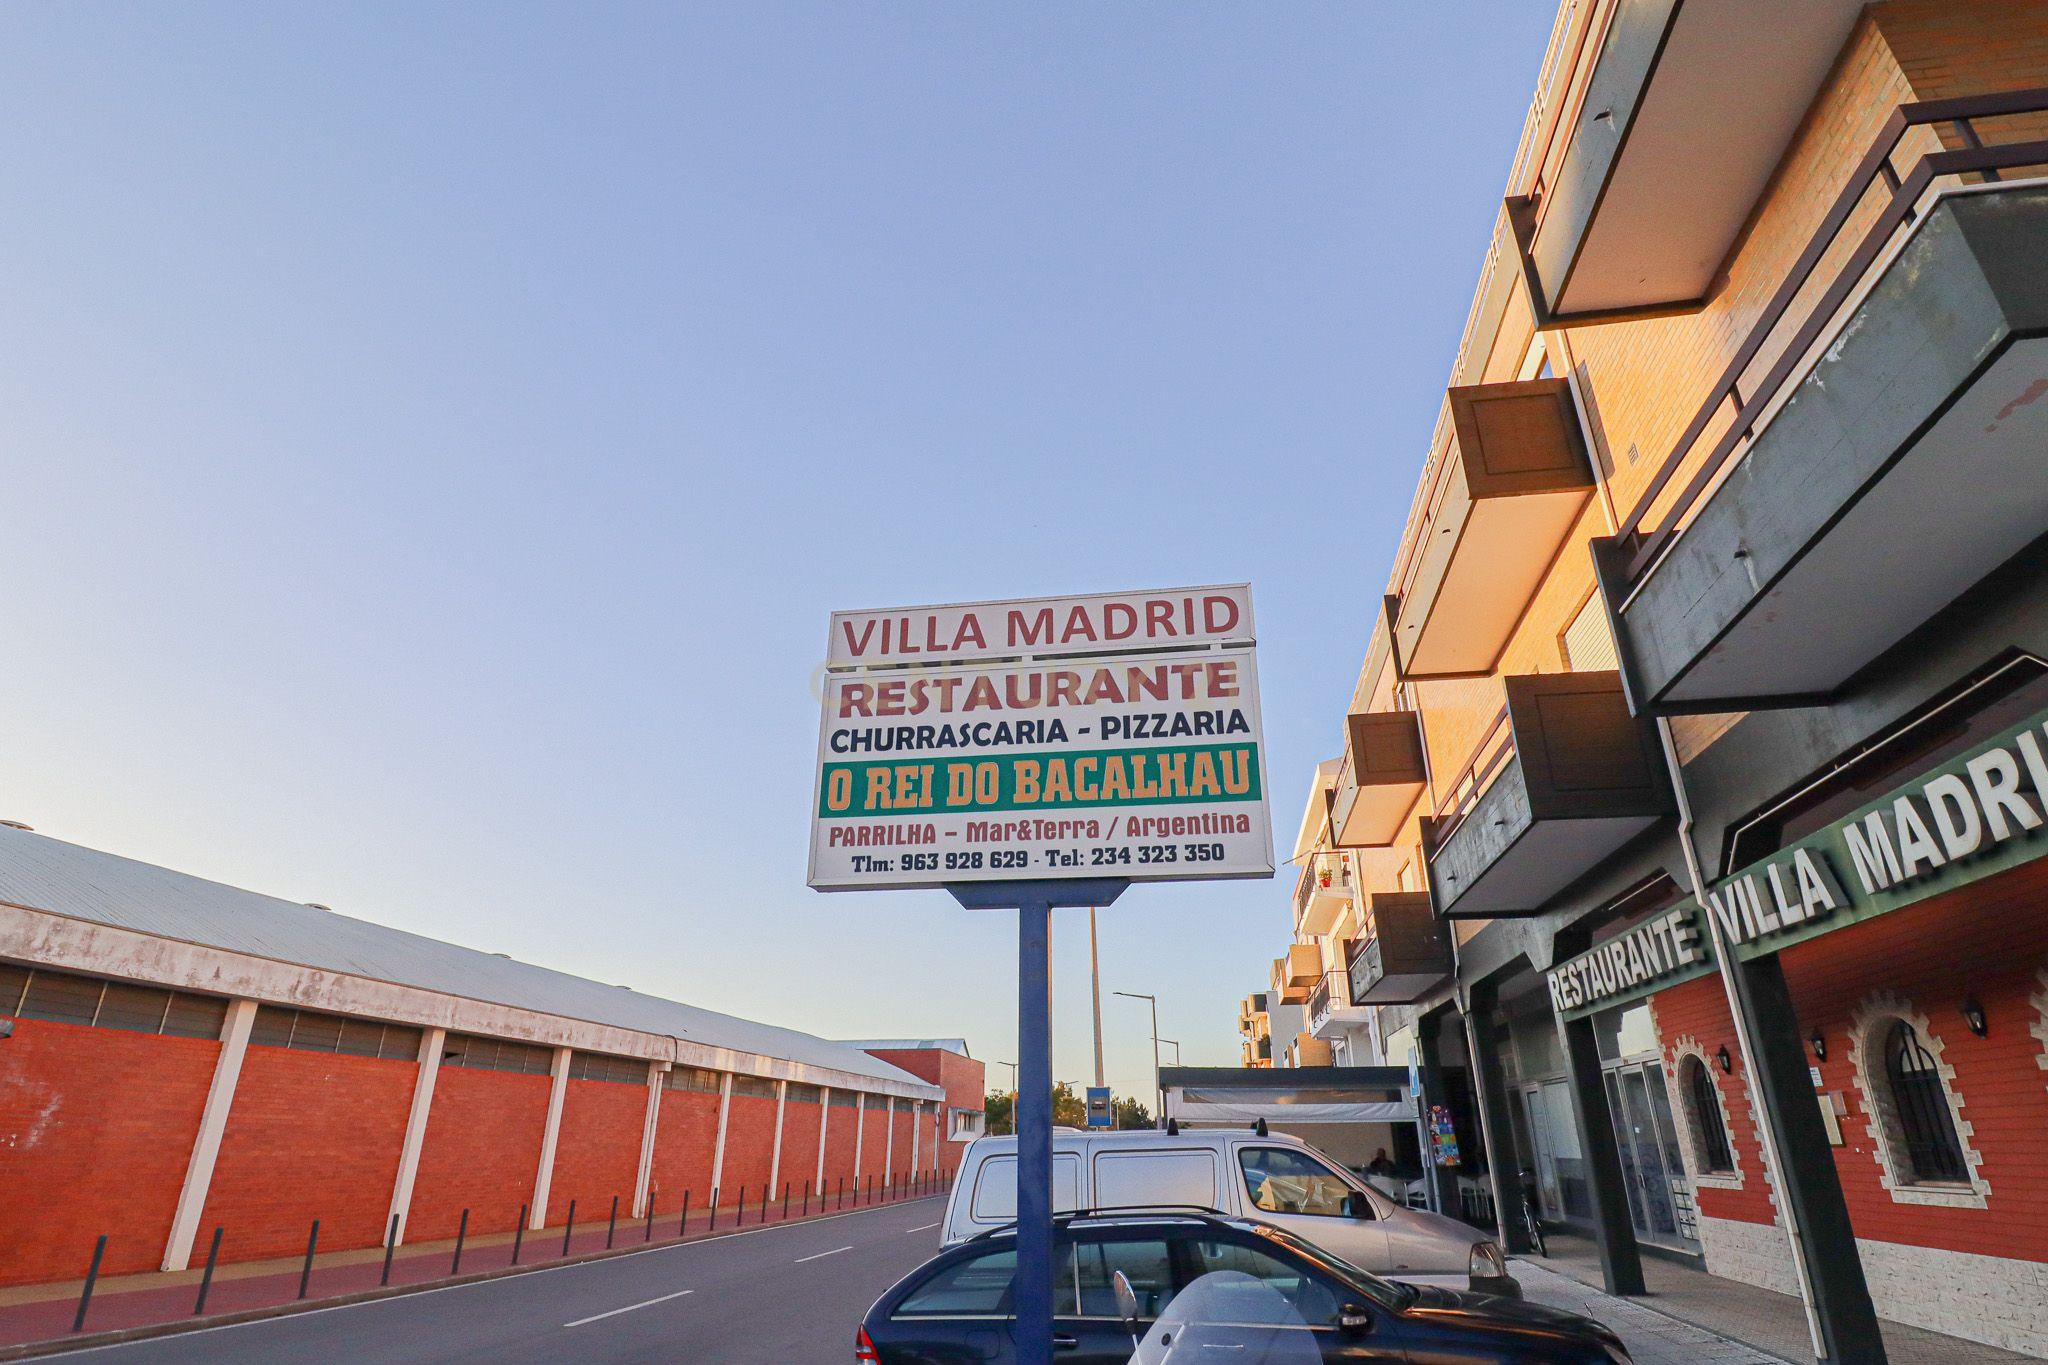 VILLA MADRID
RESTAURANTE
CHURRASCARIA - PIZZARIA
O REI DO BACALHAU
PARRILHA - Mar&Terra / Argentina
Tlm: 963 928 629 - Tel: 234 323 350
RESTAURANTE VILLA MADRI